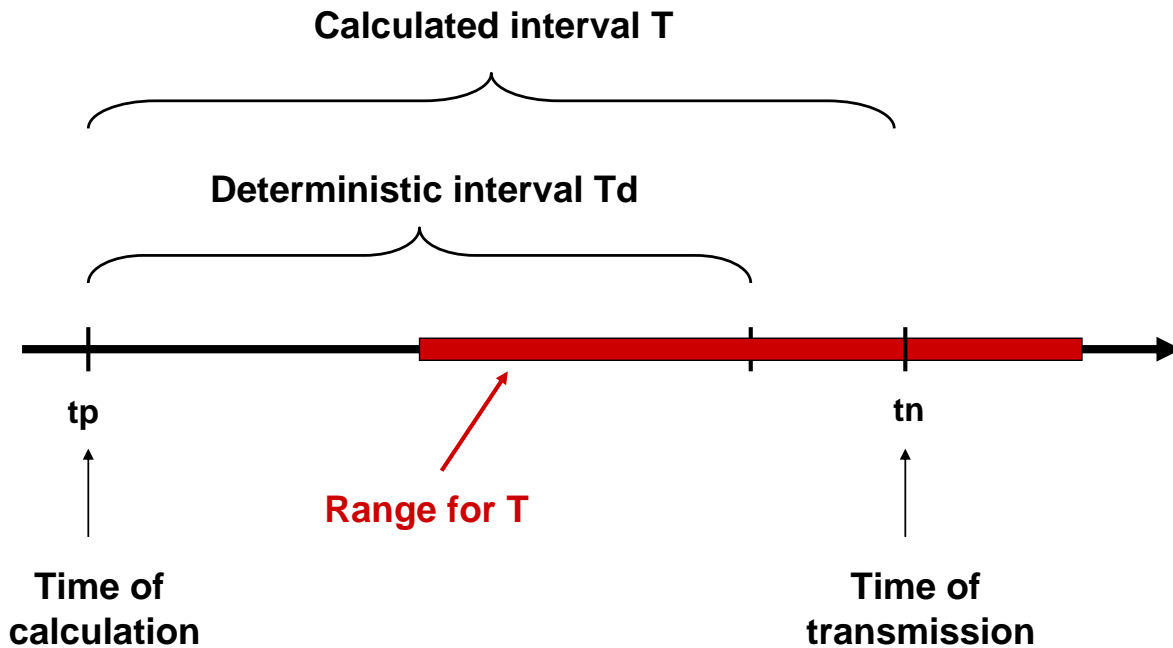 Calculated interval T
Deterministic interval Td
tp
tn
Range for T
Time of
calculation
Time of
transmission